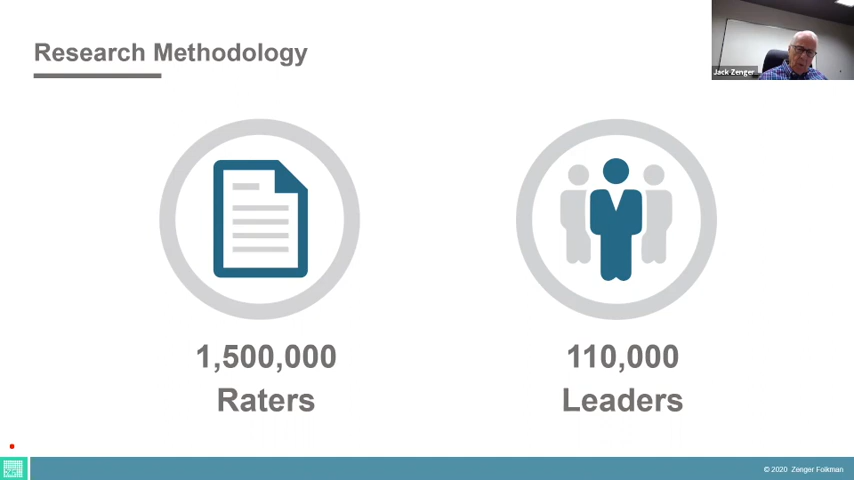 Research Methodology
Jack Zenger
1,500,000
Raters
110,000
Leaders
© 2020 Zenger Folkman